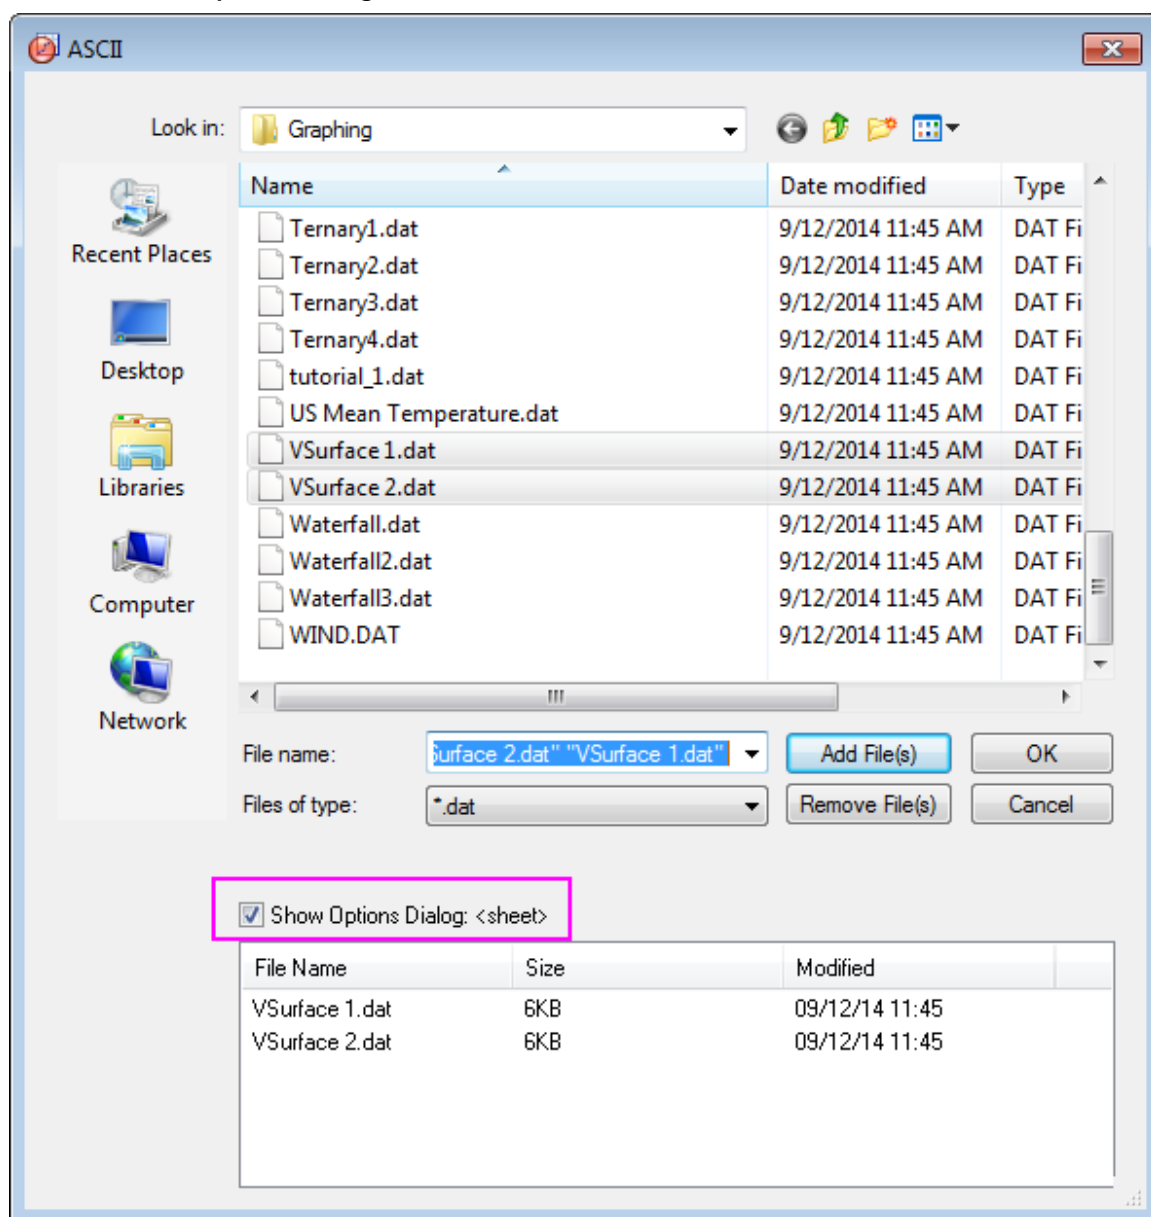 ASCII
Look in: Graphing
Name Date modified Type
Ternary1.dat 9/12/2014 11:45 AM DAT Fi
Ternary2.dat 9/12/2014 11:45 AM DAT Fi
Ternary3.dat 9/12/2014 11:45 AM DAT Fi
Ternary4.dat 9/12/2014 11:45 AM DAT Fi
tutorial_1.dat 9/12/2014 11:45 AM DAT Fi
US Mean Temperature.dat 9/12/2014 11:45 AM DAT Fi
VSurface 1.dat 9/12/2014 11:45 AM DAT Fi
VSurface 2.dat 9/12/2014 11:45 AM DAT Fi
Waterfall.dat 9/12/2014 11:45 AM DAT Fi
Waterfall2.dat 9/12/2014 11:45 AM DAT Fi
Waterfall3.dat 9/12/2014 11:45 AM DAT Fi
WIND.DAT 9/12/2014 11:45 AM DAT Fi
Recent Places
Desktop
Libraries
Computer
Network
File name: Surface 2.dat" "VSurface 1.dat" Add File(s) OK
Files of type: *.dat Remove File(s) Cancel
Show Options Dialog: <sheet>
File Name Size Modified
VSurface 1.dat 6KB 09/12/14 11:45
VSurface 2.dat 6KB 09/12/14 11:45